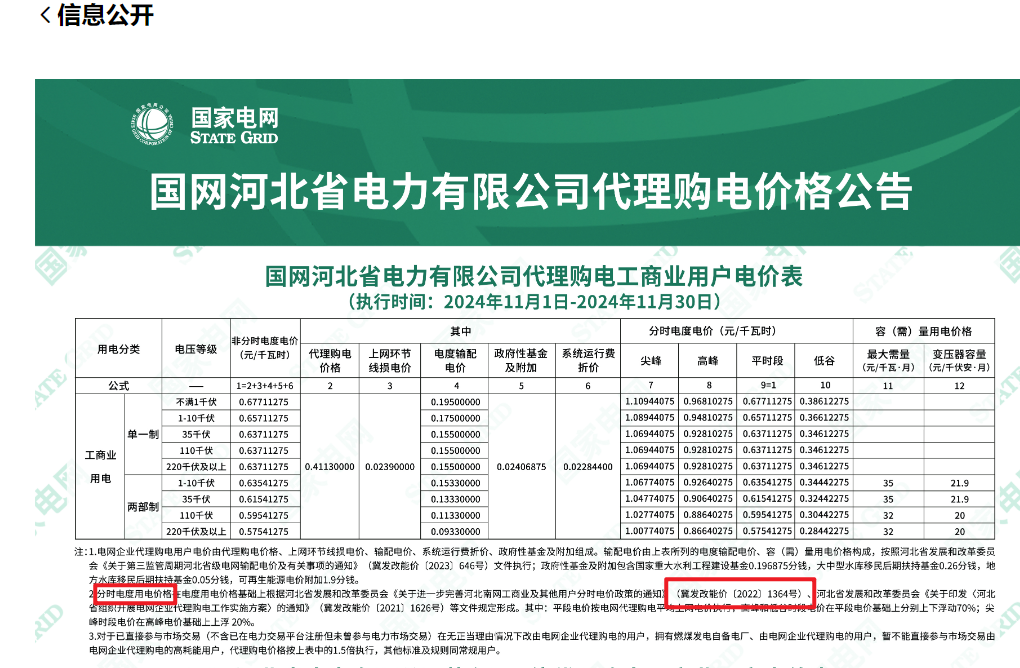 信息公开
国家电网
STATE GRID
国网河北省电力有限公司代理购电价格公告
国网河北省电力有限公司代理购电工商业用户电价表
（执行时间：2024年11月1日-2024年11月30日）
用电分类 电压等级 非分时电度电价（元/千瓦时） 其中 分时电度电价（元/千瓦时） 容（需）量用电价格
代理购电价格 上网环节线损电价 电度输配电价 政府性基金及附加 系统运行费折价 尖峰 高峰 平时段 低谷 最大需量（元/千瓦·月） 变压器容量（元/千伏安·月）
公式 — 1=2+3+4+5+6 2 3 4 5 6 7 8 9=1 10 11 12
工商业用电
单一制
不满1千伏 0.67711275 0.19500000 1.10944075 0.96810275 0.67711275 0.38612275
1-10千伏 0.65711275 0.17500000 1.08944075 0.94810275 0.65711275 0.36612275
35千伏 0.63711275 0.15500000 1.06944075 0.92810275 0.63711275 0.34612275
110千伏 0.63711275 0.15500000 1.06944075 0.92810275 0.63711275 0.34612275
220千伏及以上 0.63711275 0.41130000 0.02390000 0.15500000 0.02406875 0.02284400 1.06944075 0.92810275 0.63711275 0.34612275
两部制
1-10千伏 0.63541275 0.15330000 1.06774075 0.92640275 0.63541275 0.34442275 35 21.9
35千伏 0.61541275 0.13330000 1.04774075 0.90640275 0.61541275 0.32442275 35 21.9
110千伏 0.59541275 0.11330000 1.02774075 0.88640275 0.59541275 0.30442275 32 20
220千伏及以上 0.57541275 0.09330000 1.00774075 0.86640275 0.57541275 0.28442275 32 20
注：1.电网企业代理购电用户电价由代理购电价格、上网环节线损电价、输配电价、系统运行费折价、政府性基金及附加组成。输配电价由上表所列的电度输配电价、容（需）量用电价格构成，按照河北省发展和改革委员
会《关于第三监管周期河北省级电网输配电价及有关事项的通知》（冀发改能价〔2023〕646号）文件执行；政府性基金及附加包含国家重大水利工程建设基金0.196875分钱，大中型水库移民后期扶持基金0.26分钱，地
方水库移民后期扶持基金0.05分钱，可再生能源电价附加1.9分钱。
2.分时电度用电价格在电度用电价格基础上根据河北省发展和改革委员会《关于进一步完善河北南网工商业及其他用户分时电价政策的通知》（冀发改能价〔2022〕1364号）、河北省发展和改革委员会《关于印发〈河北
省组织开展电网企业代理购电工作实施方案〉的通知》（冀发改能价〔2021〕1626号）等文件规定形成。其中：平段电价按电网代理购电平均上网电价执行，高峰和低谷时段电价在平段电价基础上分别上下浮动70%；尖
峰时段电价在高峰电价基础上上浮 20%。
3.对于已直接参与市场交易（不含已在电力交易平台注册但未曾参与电力市场交易）在无正当理由情况下改由电网企业代理购电的用户，拥有燃煤发电自备电厂、由电网企业代理购电的用户，暂不能直接参与市场交易由
电网企业代理购电的高耗能用户，代理购电价格按上表中的1.5倍执行，其他标准及规则同常规用户。